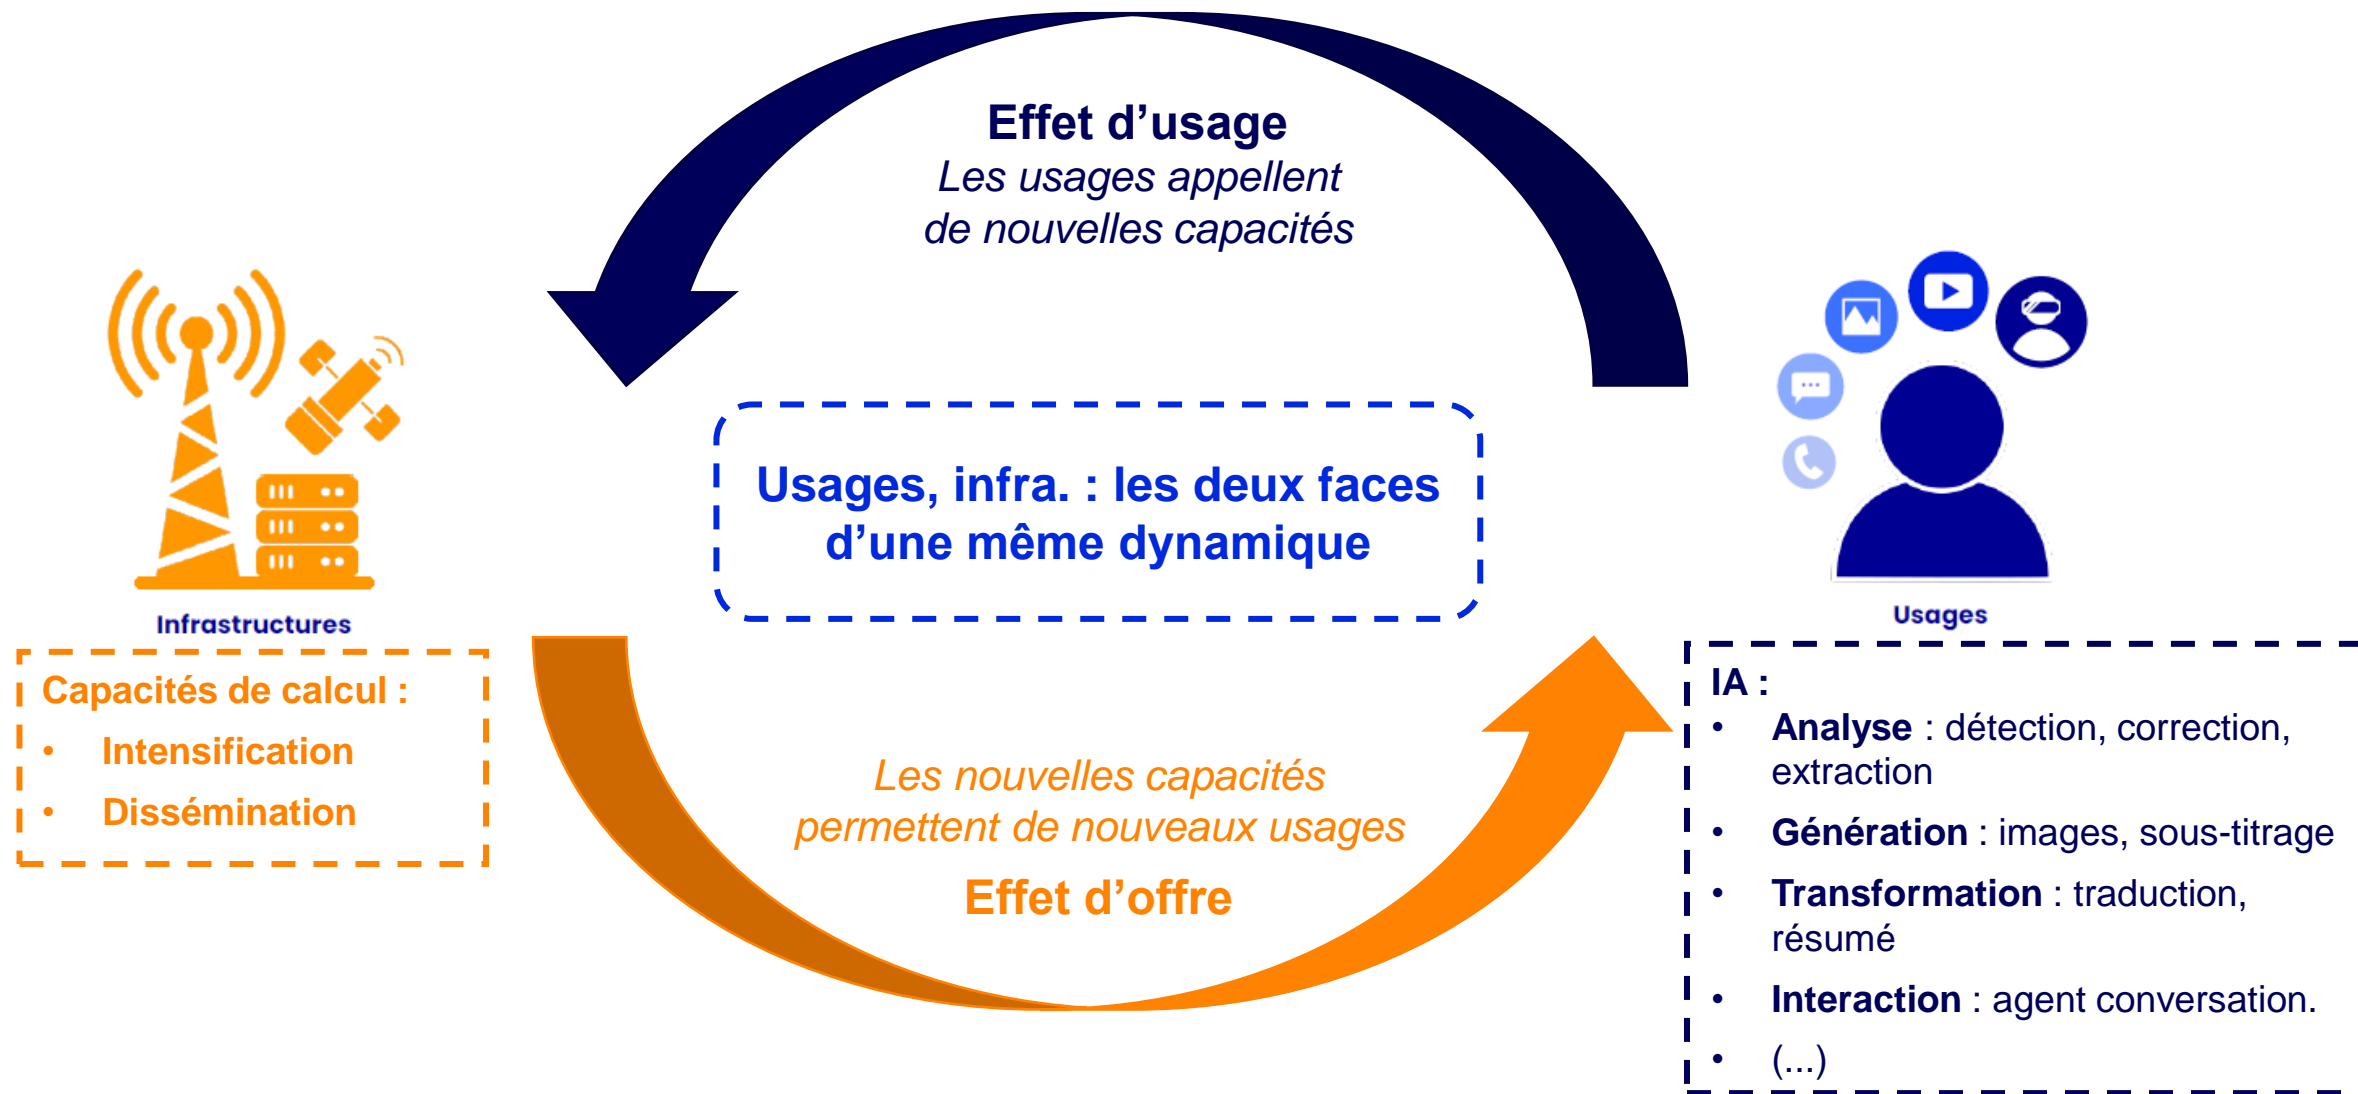 Effet d’usage
Les usages appellent
de nouvelles capacités
Usages, infra. : les deux faces
d’une même dynamique
Infrastructures
Capacités de calcul :
• Intensification
• Dissémination
Les nouvelles capacités
permettent de nouveaux usages
Effet d’offre
Usages
IA :
• Analyse : détection, correction,
extraction
• Génération : images, sous-titrage
• Transformation : traduction,
résumé
• Interaction : agent conversation.
• (...)